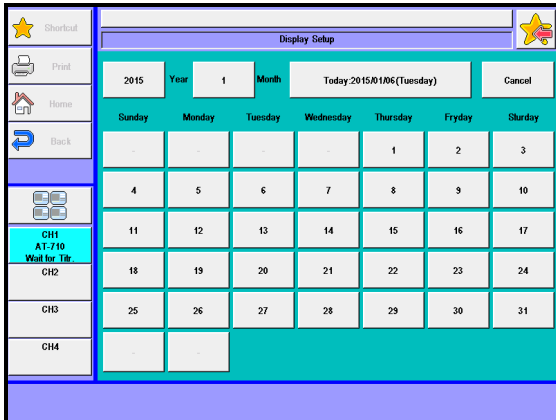 Shortcut
Print
Home
Back
CH1
AT-710
Wait for Titr.
CH2
CH3
CH4
Display Setup
2015 Year 1 Month Today:2015/01/06(Tuesday) Cancel
Sunday Monday Tuesday Wednesday Thursday Fryday Sturday
- - - - 1 2 3
4 5 6 7 8 9 10
11 12 13 14 15 16 17
18 19 20 21 22 23 24
25 26 27 28 29 30 31
- -